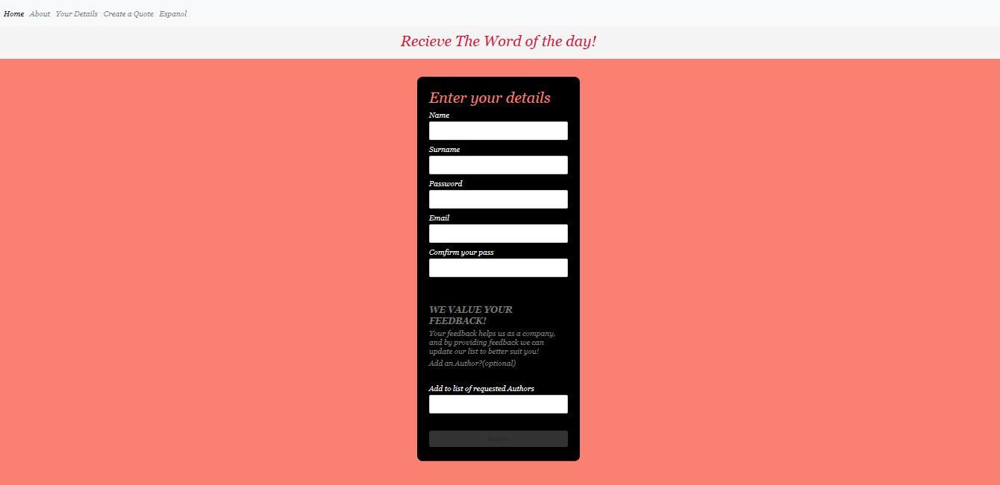 Home About Your Details Create a Quote Espanol
Recieve The Word of the day!
Enter your details
Name
Surname
Password
Email
Comfirm your pass
WE VALUE YOUR
FEEDBACK!
Your feedback helps us as a company,
and by providing feedback we can
update our list to better suit you!
Add an Author?(optional)
Add to list of requested Authors